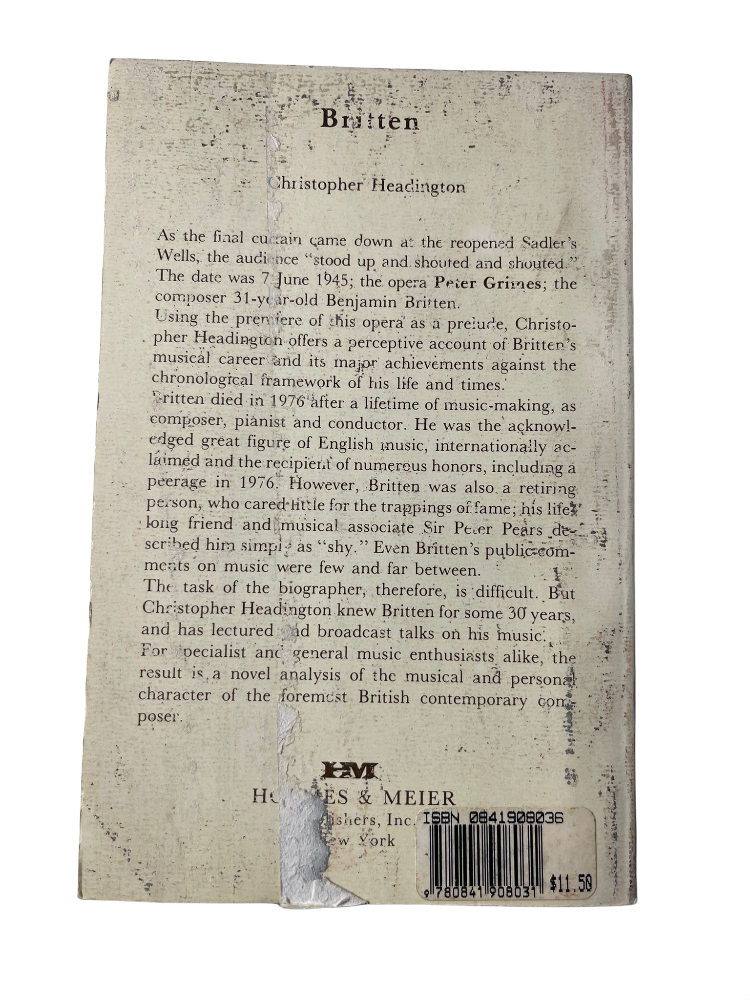 Britten
Christopher Headington
As the final curtain came down at the reopened Sadler's
Wells, the audience "stood up and shouted and shouted."
The date was 7 June 1945; the opera Peter Grimes; the
composer 31-year-old Benjamin Britten.
Using the premiere of this opera as a prelude, Christo-
pher Headington offers a perceptive account of Britten's
musical career and its major achievements against the
chronological framework of his life and times.
Britten died in 1976 after a lifetime of music-making, as
composer, pianist and conductor. He was the acknowl-
edged great figure of English music, internationally ac-
laimed and the recipient of numerous honors, including a
peerage in 1976. However, Britten was also a retiring
person, who cared little for the trappings of fame; his life-
long friend and musical associate Sir Peter Pears de-
scribed him simply as "shy." Even Britten's public com-
ments on music were few and far between.
The task of the biographer, therefore, is difficult. But
Christopher Headington knew Britten for some 30 years,
and has lectured and broadcast talks on his music.
For specialist and general music enthusiasts alike, the
result is a novel analysis of the musical and personal
character of the foremost British contemporary com-
poser.
HM
HOLMES & MEIER
Publishers, Inc.
New York
ISBN 0841908036
9 780841 908031
$11.50